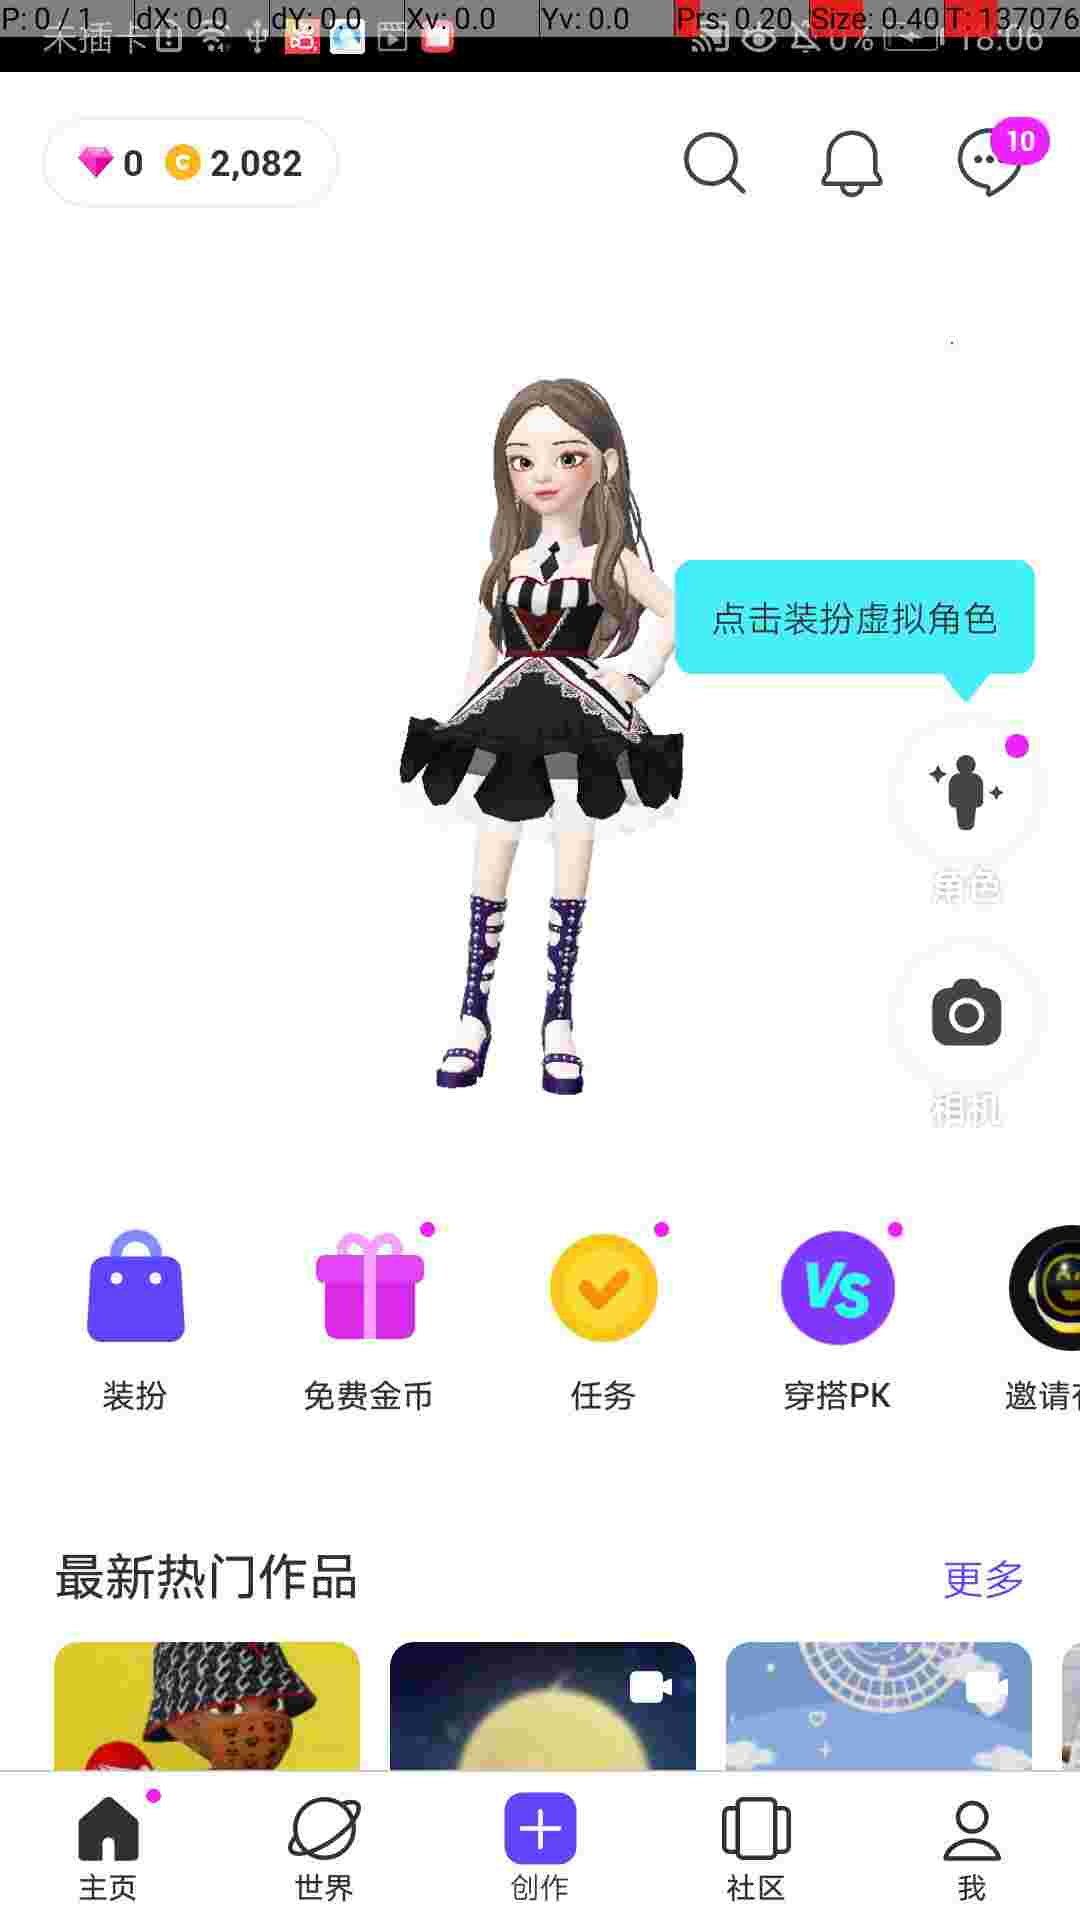 P: 0 / 1 dX: 0.0 dY: 0.0 Xv: 0.0 Yv: 0.0 Prs: 0.20 Size: 0.40 T: 137076
未插卡 0% 18:06
0 2,082
10
点击装扮虚拟角色
角色
相机
VS
装扮 免费金币 任务 穿搭PK 邀请
最新热门作品 更多
主页 世界 创作 社区 我